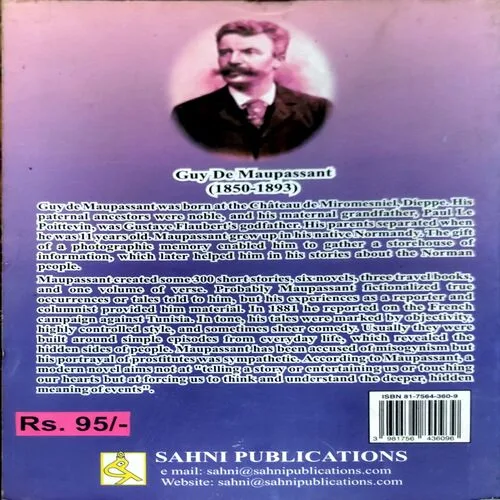 Guy De Maupassant
(1850-1893)
Guy de Maupassant was born at the Château de Miromesniel, Dieppe. His
paternal ancestors were noble, and his maternal grandfather, Paul Le
Poittevin, was Gustave Flaubert's godfather. His parents separated when
he was 11 years old. Maupassant grew up in his native Normandy. The gift
of a photographic memory enabled him to gather a storehouse of
information, which later helped him in his stories about the Norman
people.
Maupassant created some 300 short stories, six novels, three travel books,
and one volume of verse. Probably Maupassant fictionalized true
occurrences or tales told to him, but his experiences as a reporter and
columnist provided him material. In 1881 he reported on the French
campaign against Tunisia. In tone, his tales were marked by objectivity,
highly controlled style, and sometimes sheer comedy. Usually they were
built around simple episodes from everyday life, which revealed the
hidden sides of people. Maupassant has been accused of misogynism but
his portrayal of prostitutes was sympathetic. According to Maupassant, a
modern novel aims not at "telling a story or entertaining us or touching
our hearts but at forcing us to think and understand the deeper, hidden
meaning of events".
ISBN 81-7564-360-9
9 981756 436096
Rs. 95/-
SAHNI PUBLICATIONS
e mail: sahni@sahnipublications.com
Website: sahni@sahnipublications.com